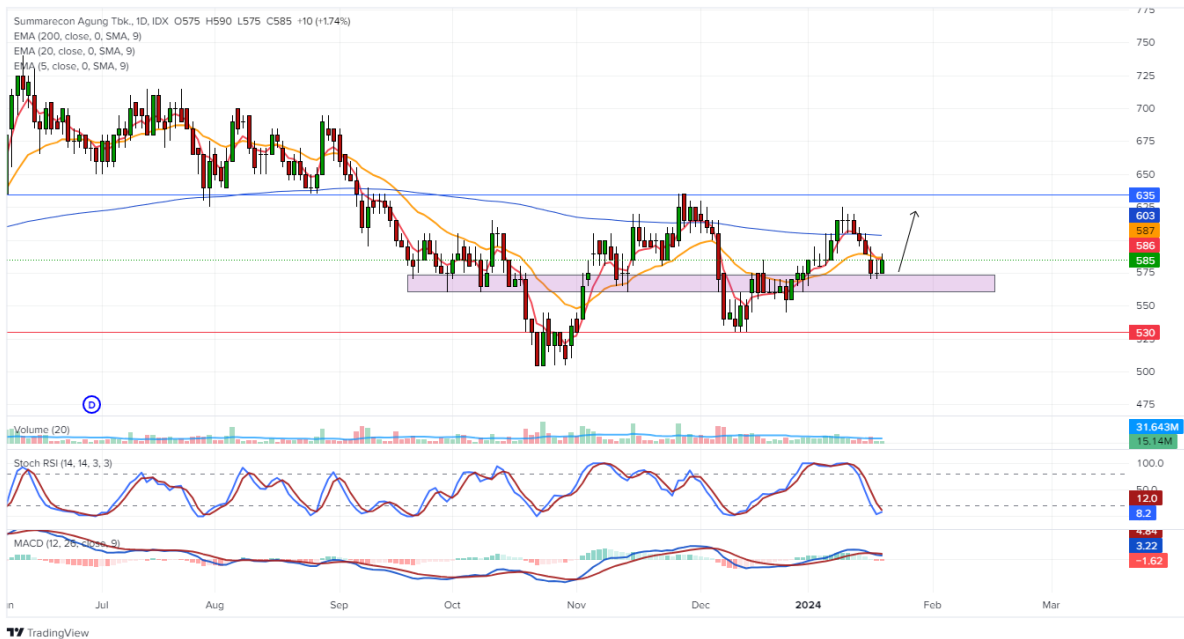 Summarecon Agung Tbk., 1D, IDX O575 H590 L575 C585 +10 (+1.74%)
EMA (200, close, 0, SMA, 9)
EMA (20, close, 0, SMA, 9)
EMA (5, close, 0, SMA, 9)
775
750
725
700
675
650
635
603
587
586
585
575
550
530
525
500
475
D
Volume (20)
31.643M
15.14M
Stoch RSI (14, 14, 3, 3)
100.0
50.0
12.0
8.2
MACD (12, 26, close, 9)
4.84
3.22
−1.62
Jul Aug Sep Oct Nov Dec 2024 Feb Mar
TradingView